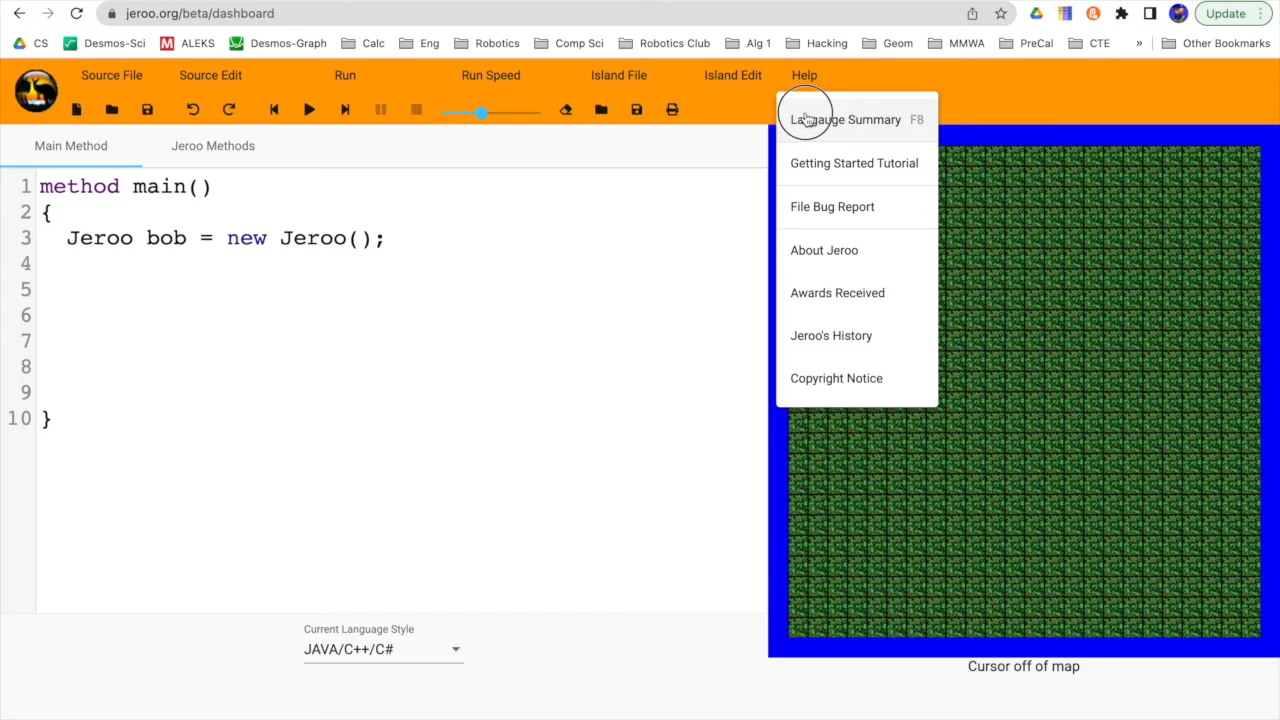 jeroo.org/beta/dashboard
Update
CS Desmos-Sci ALEKS Desmos-Graph Calc Eng Robotics Comp Sci Robotics Club Alg 1 Hacking Geom MMWA PreCal CTE » Other Bookmarks
Source File Source Edit Run Run Speed Island File Island Edit Help
Langauge Summary F8
Getting Started Tutorial
File Bug Report
About Jeroo
Awards Received
Jeroo's History
Copyright Notice
Main Method Jeroo Methods
1 method main()
2 {
3 Jeroo bob = new Jeroo();
4
5
6
7
8
9
10 }
Current Language Style
JAVA/C++/C#
Cursor off of map